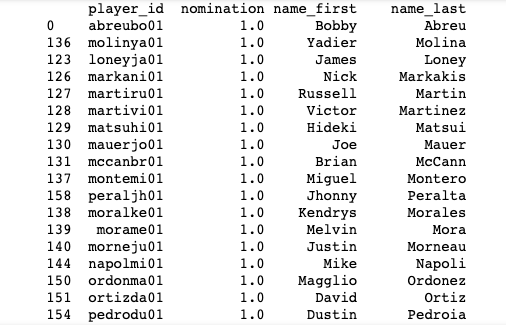 player_id nomination name_first name_last
0 abreubo01 1.0 Bobby Abreu
136 molinya01 1.0 Yadier Molina
123 loneyja01 1.0 James Loney
126 markani01 1.0 Nick Markakis
127 martiru01 1.0 Russell Martin
128 martivi01 1.0 Victor Martinez
129 matsuhi01 1.0 Hideki Matsui
130 mauerjo01 1.0 Joe Mauer
131 mccanbr01 1.0 Brian McCann
137 montemi01 1.0 Miguel Montero
158 peraljh01 1.0 Jhonny Peralta
138 moralke01 1.0 Kendrys Morales
139 morame01 1.0 Melvin Mora
140 morneju01 1.0 Justin Morneau
144 napolmi01 1.0 Mike Napoli
150 ordonma01 1.0 Magglio Ordonez
151 ortizda01 1.0 David Ortiz
154 pedrodu01 1.0 Dustin Pedroia